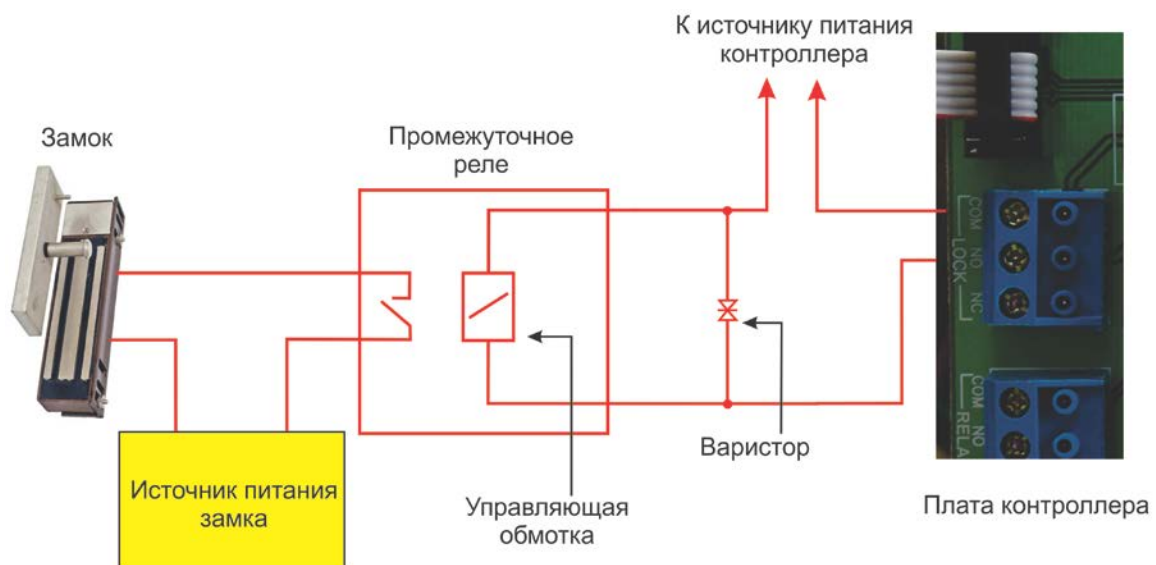 К источнику питания
контроллера
Замок
Промежуточное
реле
COM
NO
NC
LOCK
COM
NO
RELA
Варистор
Источник питания
замка
Управляющая
обмотка
Плата контроллера